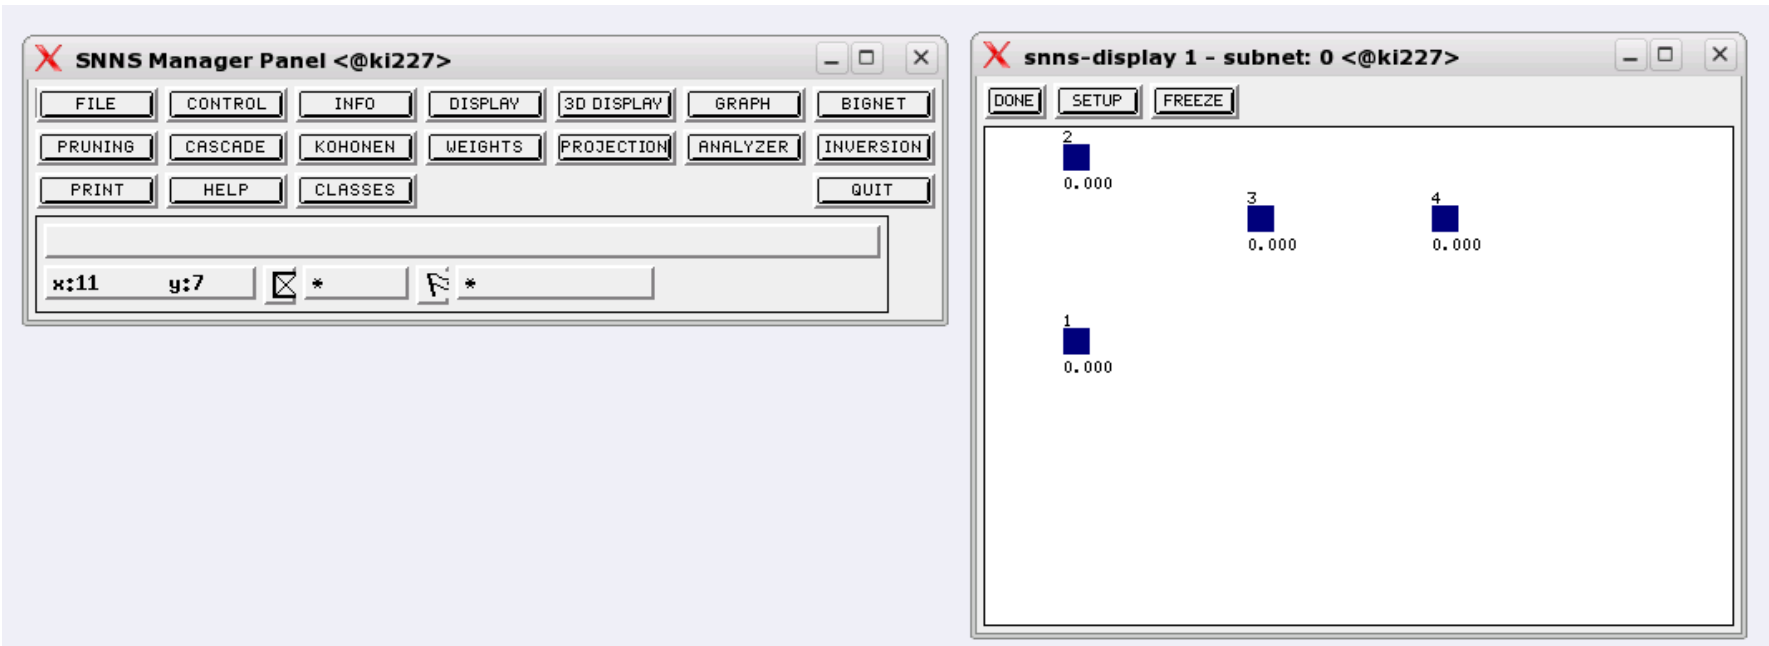 SNNS Manager Panel <@ki227>
FILE CONTROL INFO DISPLAY 3D DISPLAY GRAPH BIGNET
PRUNING CASCADE KOHONEN WEIGHTS PROJECTION ANALYZER INVERSION
PRINT HELP CLASSES QUIT
x:11 y:7 * *
snns-display 1 - subnet: 0 <@ki227>
DONE SETUP FREEZE
2
0.000
3 4
0.000 0.000
1
0.000